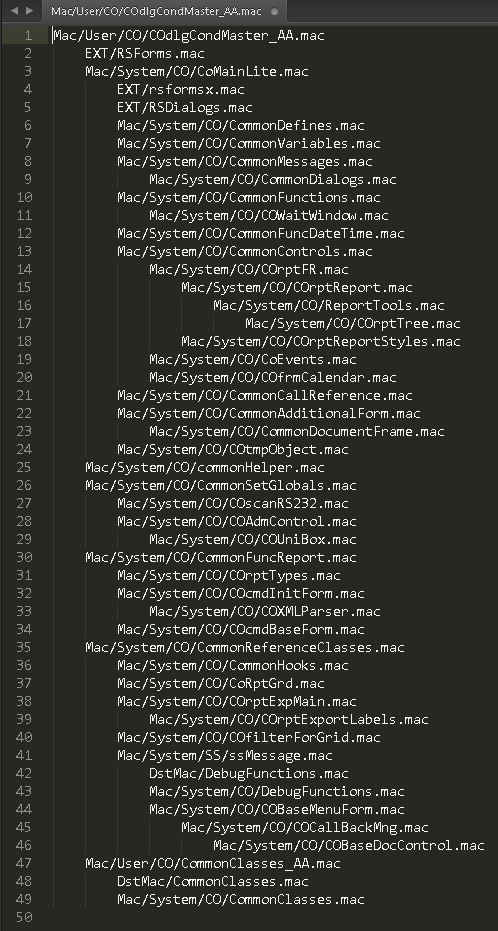 Mac/User/CO/COdlgCondMaster_AA.mac
1 Mac/User/CO/COdlgCondMaster_AA.mac
2 EXT/RSForms.mac
3 Mac/System/CO/CoMainLite.mac
4 EXT/rsformsx.mac
5 EXT/RSDialogs.mac
6 Mac/System/CO/CommonDefines.mac
7 Mac/System/CO/CommonVariables.mac
8 Mac/System/CO/CommonMessages.mac
9 Mac/System/CO/CommonDialogs.mac
10 Mac/System/CO/CommonFunctions.mac
11 Mac/System/CO/COWaitWindow.mac
12 Mac/System/CO/CommonFuncDateTime.mac
13 Mac/System/CO/CommonControls.mac
14 Mac/System/CO/COrptFR.mac
15 Mac/System/CO/COrptReport.mac
16 Mac/System/CO/ReportTools.mac
17 Mac/System/CO/COrptTree.mac
18 Mac/System/CO/COrptReportStyles.mac
19 Mac/System/CO/CoEvents.mac
20 Mac/System/CO/COfrmCalendar.mac
21 Mac/System/CO/CommonCallReference.mac
22 Mac/System/CO/CommonAdditionalForm.mac
23 Mac/System/CO/CommonDocumentFrame.mac
24 Mac/System/CO/COtmpObject.mac
25 Mac/System/CO/commonHelper.mac
26 Mac/System/CO/CommonSetGlobals.mac
27 Mac/System/CO/COscanRS232.mac
28 Mac/System/CO/COAdmControl.mac
29 Mac/System/CO/COUniBox.mac
30 Mac/System/CO/CommonFuncReport.mac
31 Mac/System/CO/COrptTypes.mac
32 Mac/System/CO/COcmdInitForm.mac
33 Mac/System/CO/COXMLParser.mac
34 Mac/System/CO/COcmdBaseForm.mac
35 Mac/System/CO/CommonReferenceClasses.mac
36 Mac/System/CO/CommonHooks.mac
37 Mac/System/CO/CoRptGrd.mac
38 Mac/System/CO/COrptExpMain.mac
39 Mac/System/CO/COrptExportLabels.mac
40 Mac/System/CO/COfilterForGrid.mac
41 Mac/System/SS/ssMessage.mac
42 DstMac/DebugFunctions.mac
43 Mac/System/CO/DebugFunctions.mac
44 Mac/System/CO/COBaseMenuForm.mac
45 Mac/System/CO/COCallBackMng.mac
46 Mac/System/CO/COBaseDocControl.mac
47 Mac/User/CO/CommonClasses_AA.mac
48 DstMac/CommonClasses.mac
49 Mac/System/CO/CommonClasses.mac
50